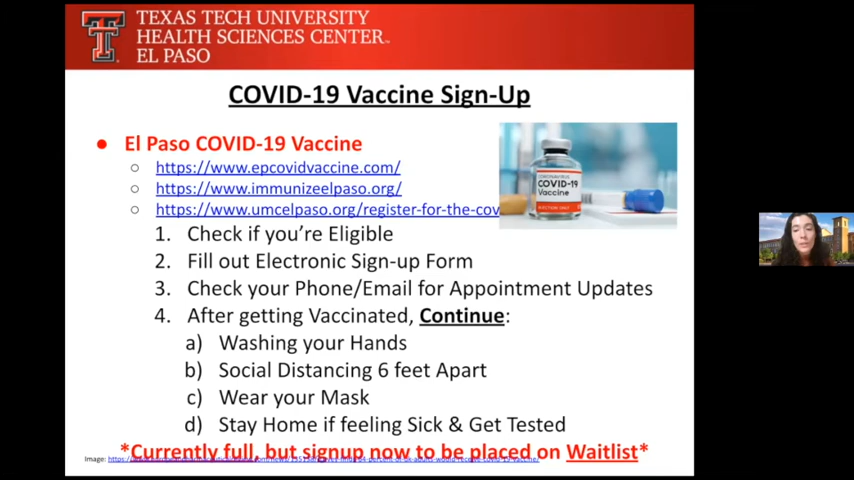 TEXAS TECH UNIVERSITY
HEALTH SCIENCES CENTER™
EL PASO
COVID-19 Vaccine Sign-Up
● El Paso COVID-19 Vaccine
○ https://www.epcovidvaccine.com/
○ https://www.immunizeelpaso.org/
○ https://www.umcelpaso.org/register-for-the-cov
CORONAVIRUS
COVID-19
Vaccine
INJECTION ONLY
1. Check if you’re Eligible
2. Fill out Electronic Sign-up Form
3. Check your Phone/Email for Appointment Updates
4. After getting Vaccinated, Continue:
a) Washing your Hands
b) Social Distancing 6 feet Apart
c) Wear your Mask
d) Stay Home if feeling Sick & Get Tested
*Currently full, but signup now to be placed on Waitlist*
Image: